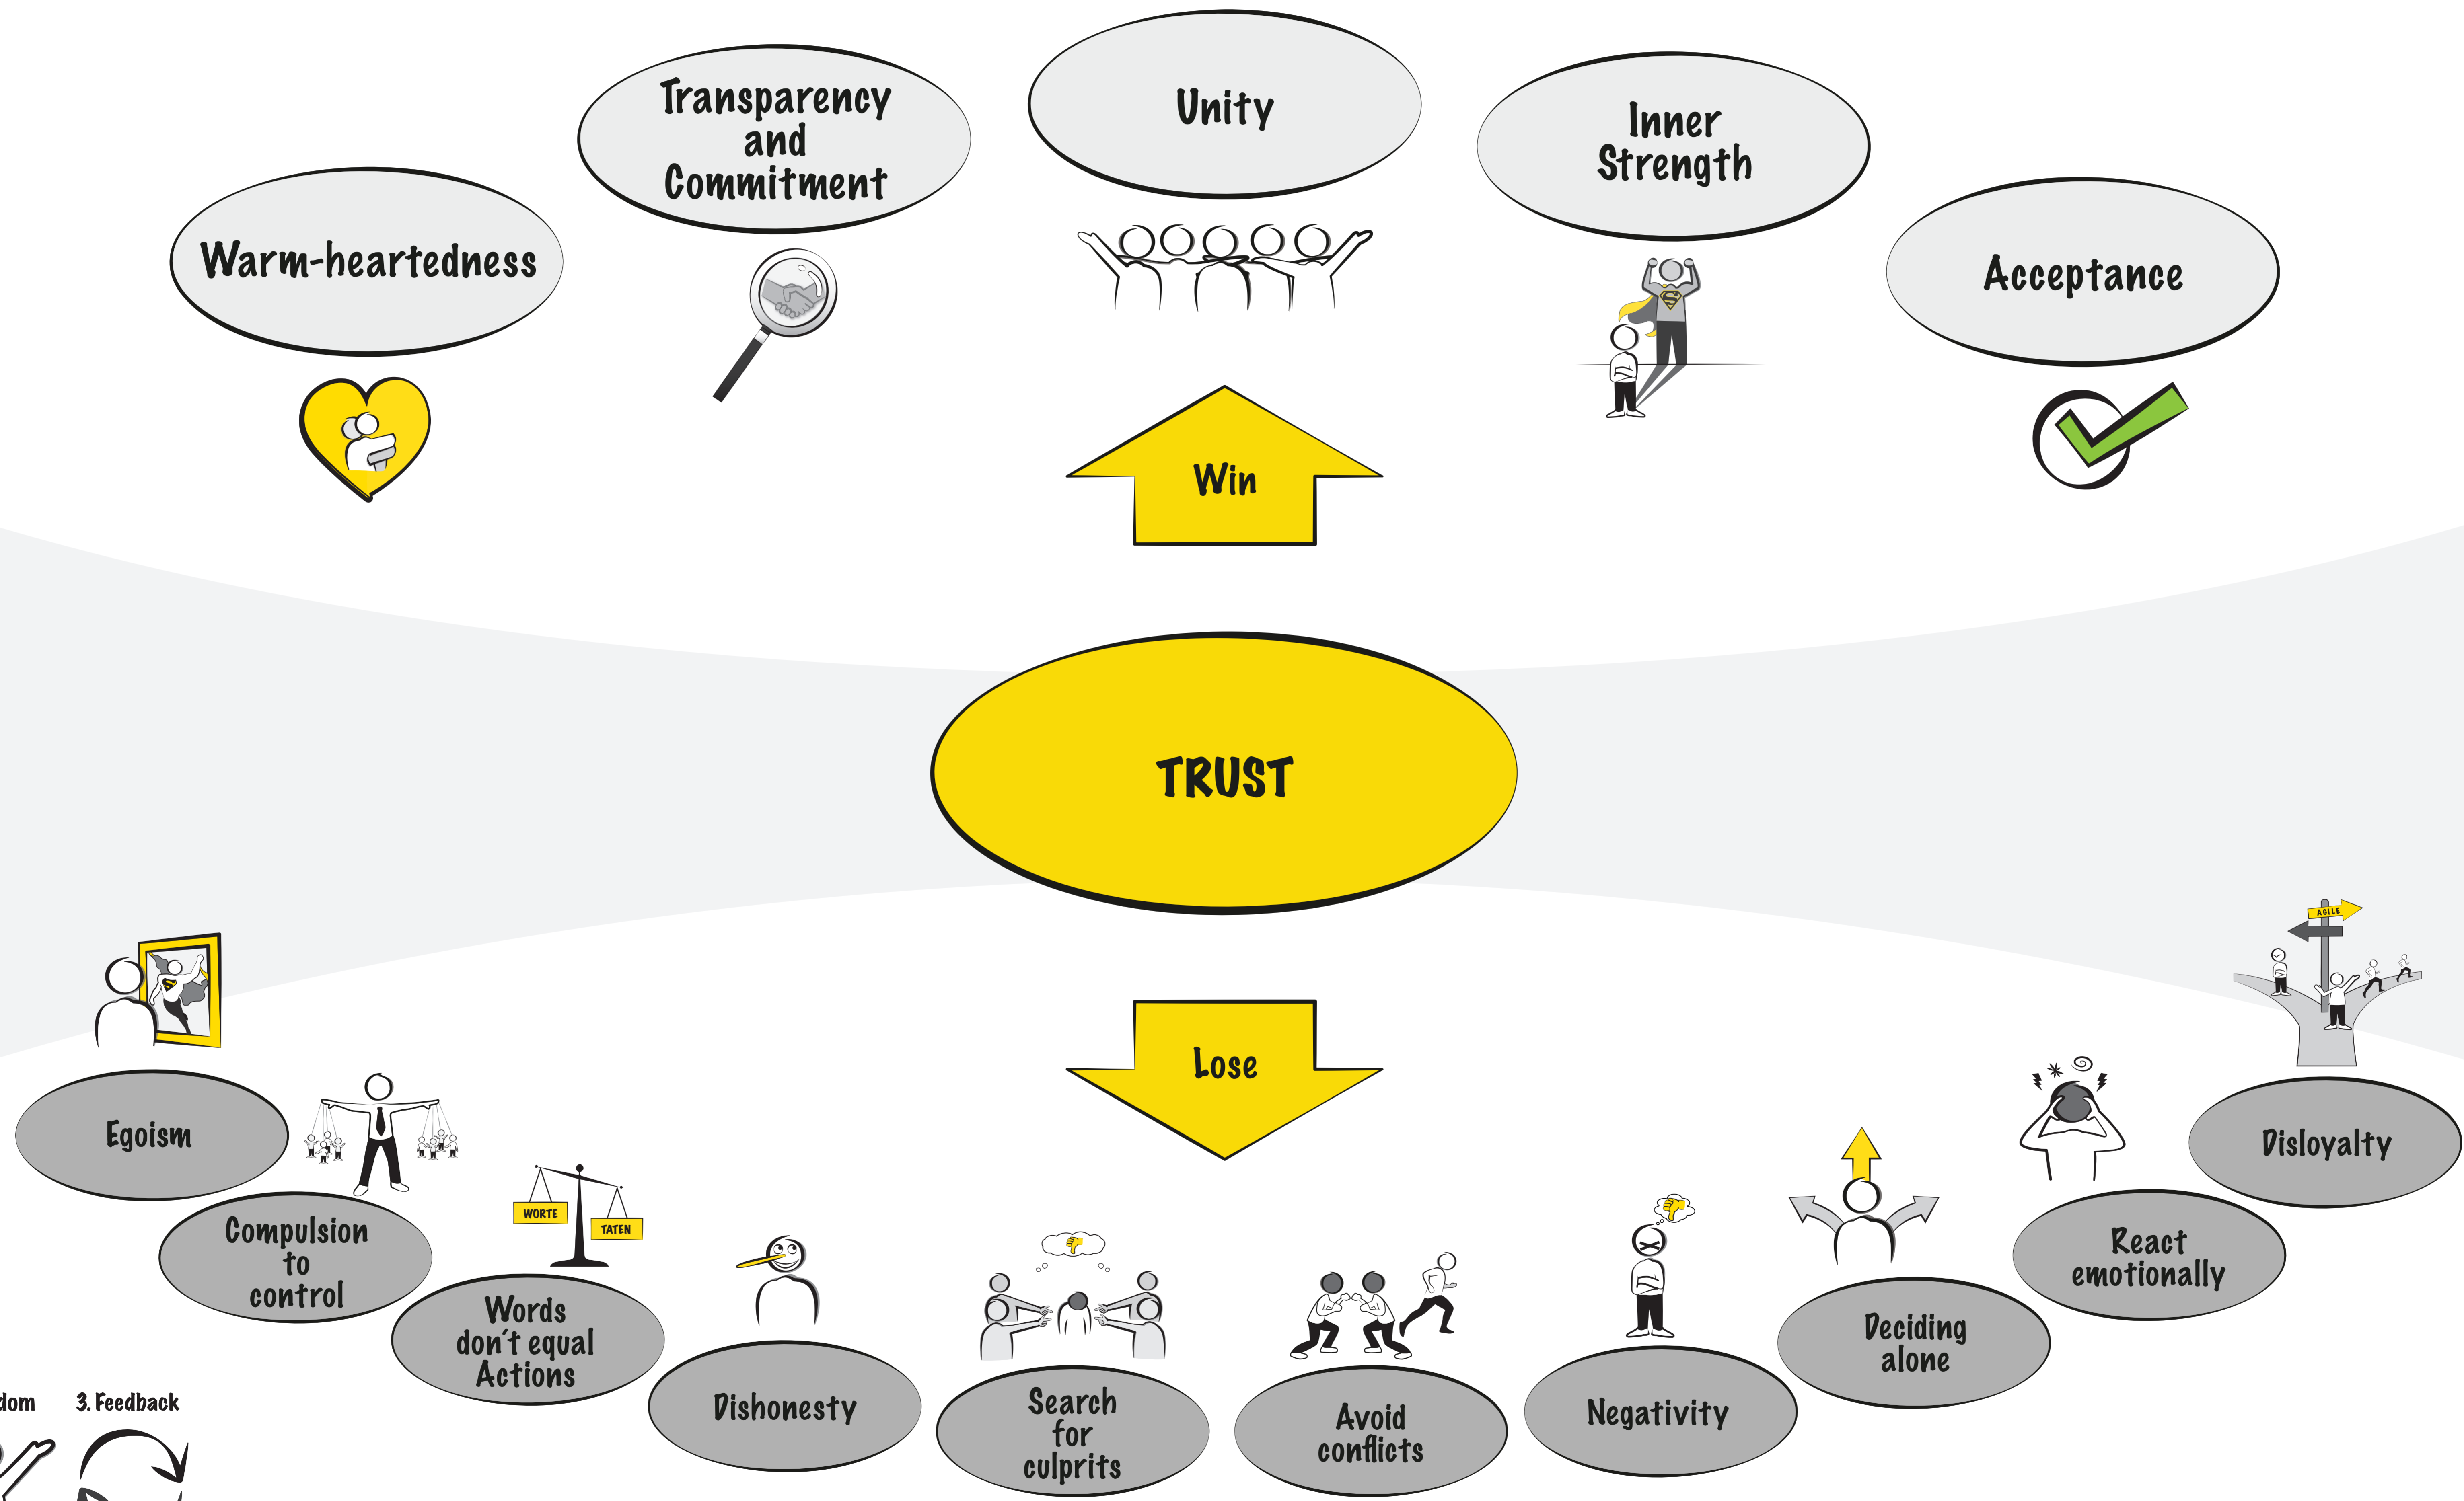 Unity
Transparency
and
Commitment
Inner
Strength
Warm-heartedness
Acceptance
Win
TRUST
Lose
AGILE
Egoism
Compulsion
to
control
WORTE
TATEN
Words
don't equal
Actions
Dishonesty
Search
for
culprits
Avoid
conflicts
Negativity
Deciding
alone
React
emotionally
Disloyalty
3. Feedback